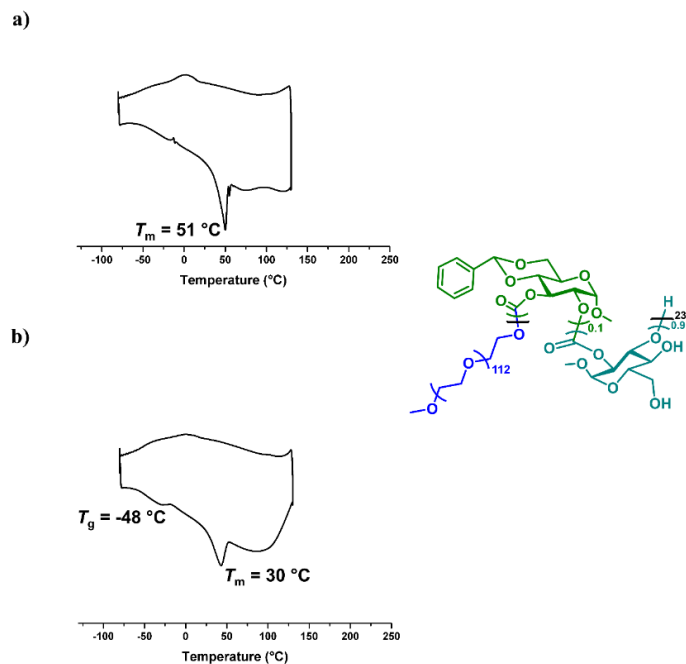 a)
Tm = 51 °C
-100 -50 0 50 100 150 200 250
Temperature (°C)
b)
Tg = -48 °C
Tm = 30 °C
-100 -50 0 50 100 150 200 250
Temperature (°C)
O O O
O O O
O O 0.1 H 23
O O O O 0.9
112 O OH
O O O
O OH